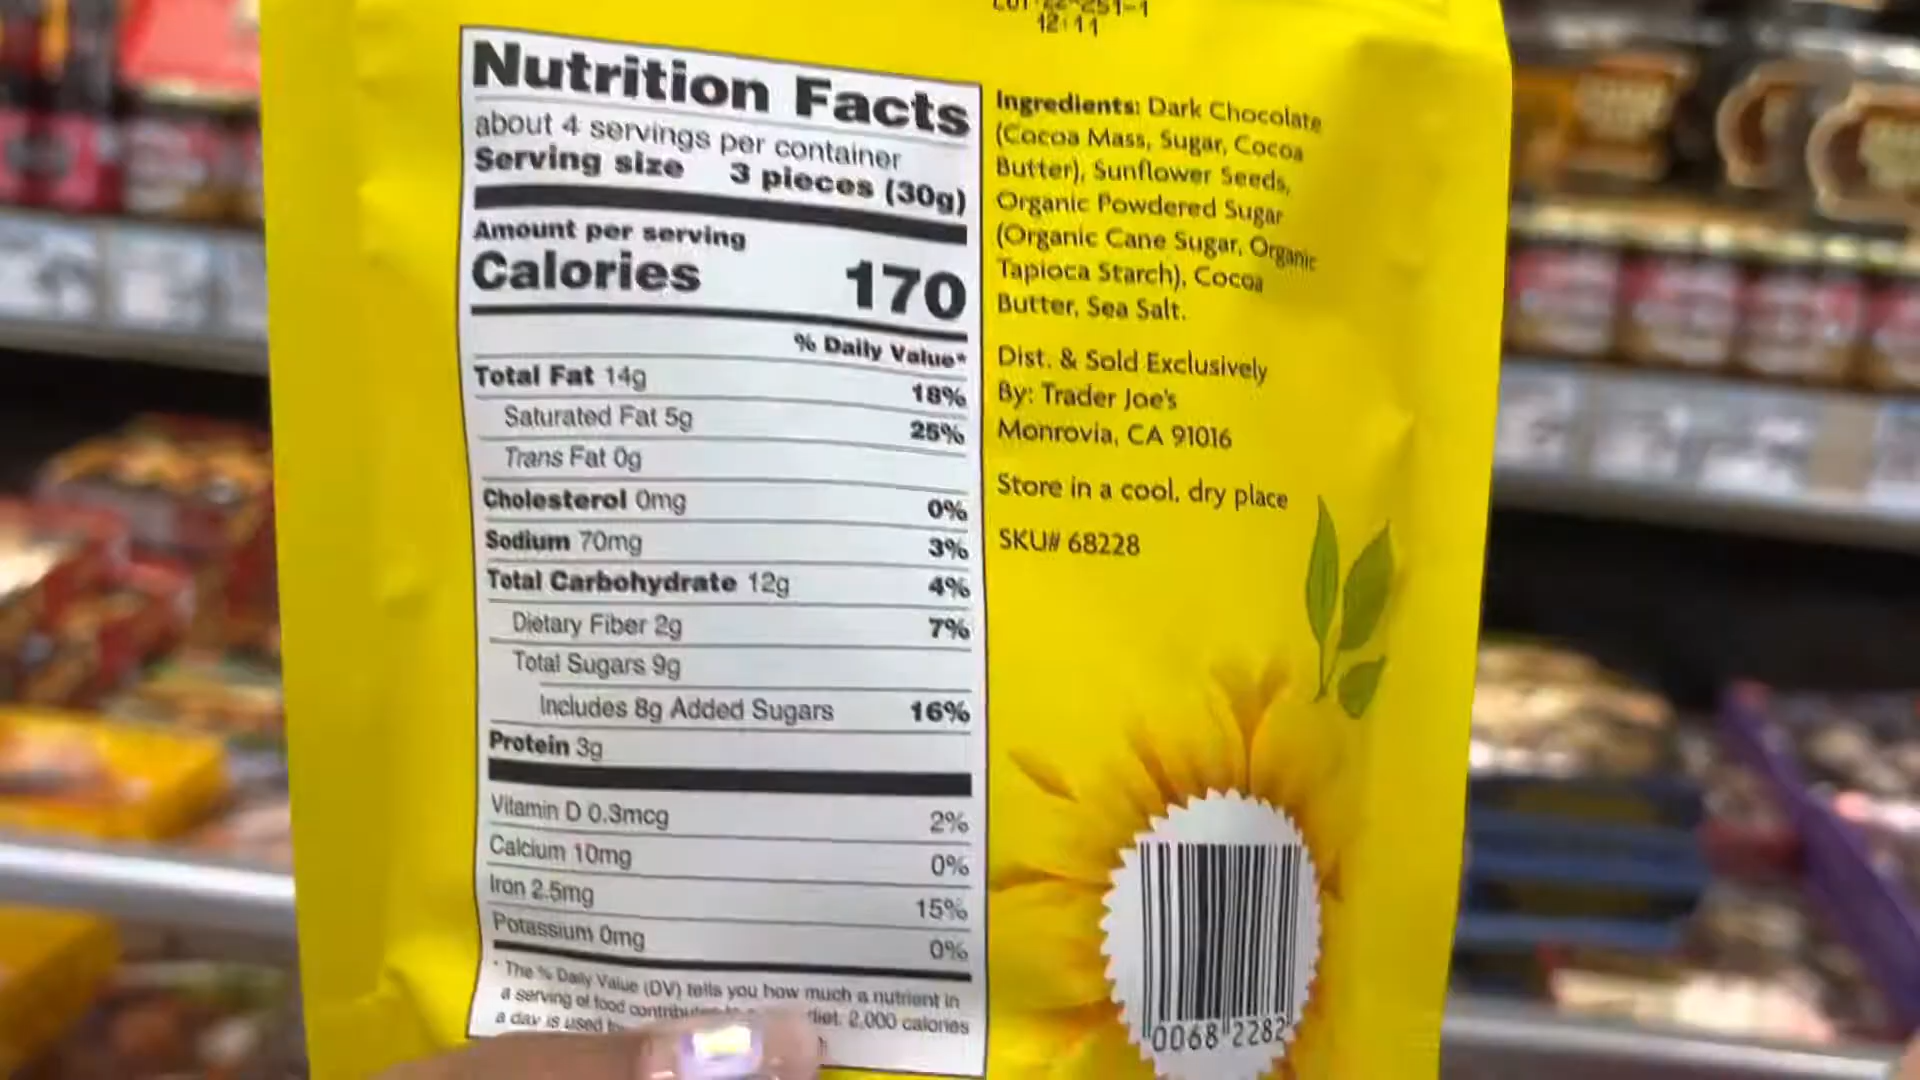 12:11
Nutrition Facts
about 4 servings per container
Serving size 3 pieces (30g)
Amount per serving
Calories 170
% Daily Value*
Total Fat 14g 18%
Saturated Fat 5g 25%
Trans Fat 0g
Cholesterol 0mg 0%
Sodium 70mg 3%
Total Carbohydrate 12g 4%
Dietary Fiber 2g 7%
Total Sugars 9g
Includes 8g Added Sugars 16%
Protein 3g
Vitamin D 0.3mcg 2%
Calcium 10mg 0%
Iron 2.5mg 15%
Potassium 0mg 0%
* The % Daily Value (DV) tells you how much a nutrient in
a serving of food diet. 2,000 calories
a day is used
Ingredients: Dark Chocolate
(Cocoa Mass, Sugar, Cocoa
Butter), Sunflower Seeds,
Organic Powdered Sugar
(Organic Cane Sugar, Organic
Tapioca Starch), Cocoa
Butter, Sea Salt.
Dist. & Sold Exclusively
By: Trader Joe's
Monrovia, CA 91016
Store in a cool, dry place
SKU# 68228
0068 2282